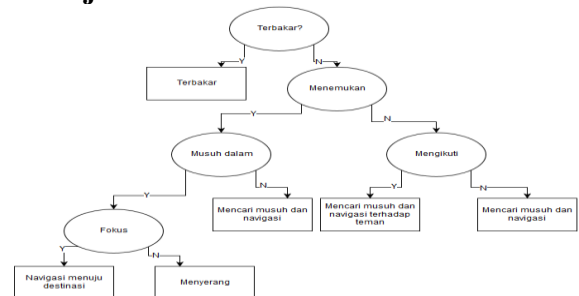 Terbakar?
Y
N
Terbakar
Menemukan
Y
N
Musuh dalam
Mengikuti
Y
N
Y
N
Mencari musuh dan
navigasi
Mencari musuh dan
navigasi terhadap
teman
Mencari musuh dan
navigasi
Fokus
Y
N
Navigasi menuju
destinasi
Menyerang